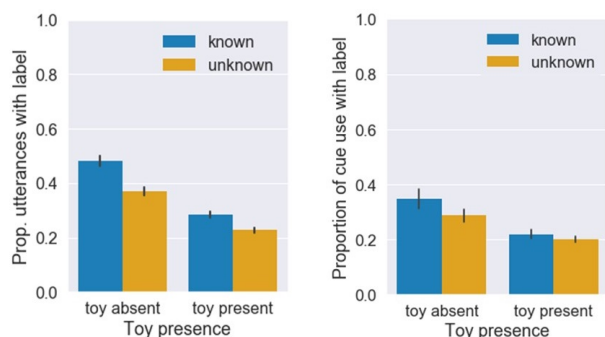 Prop. utterances with label
1.0
0.8
0.6
0.4
0.2
0.0
known
unknown
toy absent toy present
Toy presence
Proportion of cue use with label
1.0
0.8
0.6
0.4
0.2
0.0
known
unknown
toy absent toy present
Toy presence